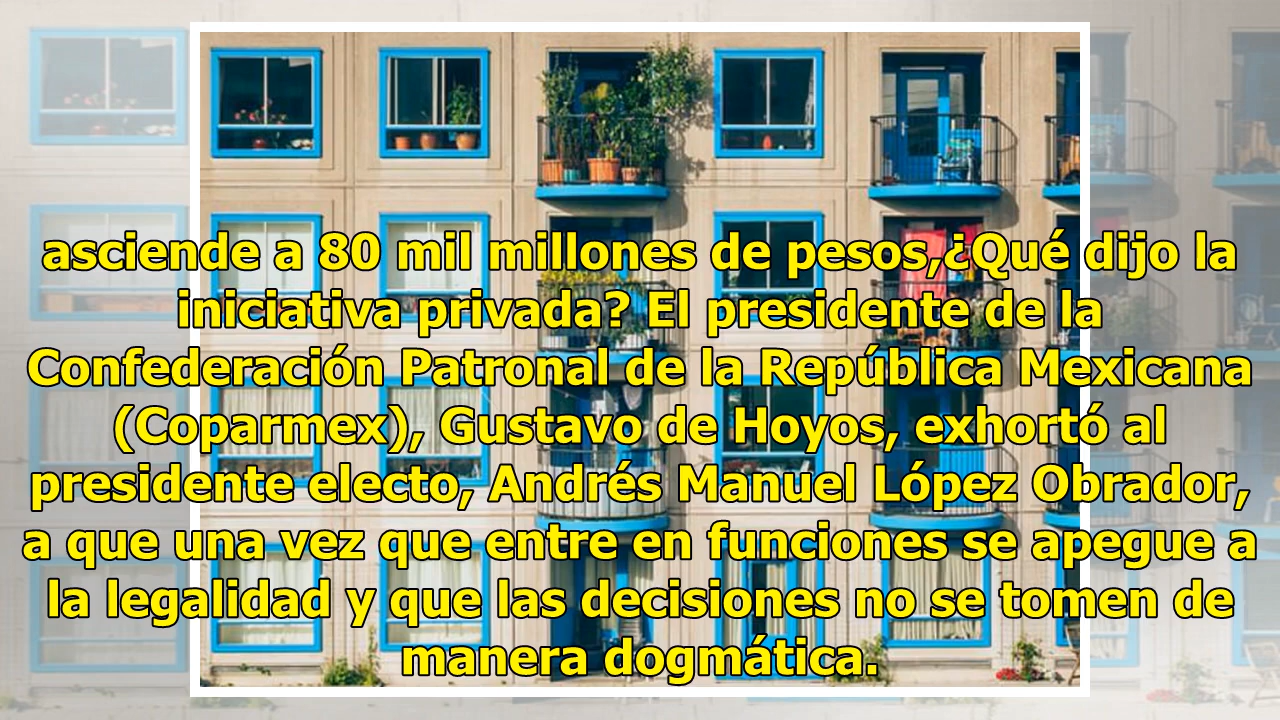 asciende a 80 mil millones de pesos,¿Qué dijo la
iniciativa privada? El presidente de la
Confederación Patronal de la República Mexicana
(Coparmex), Gustavo de Hoyos, exhortó al
presidente electo, Andrés Manuel López Obrador,
a que una vez que entre en funciones se apegue a
la legalidad y que las decisiones no se tomen de
manera dogmática.